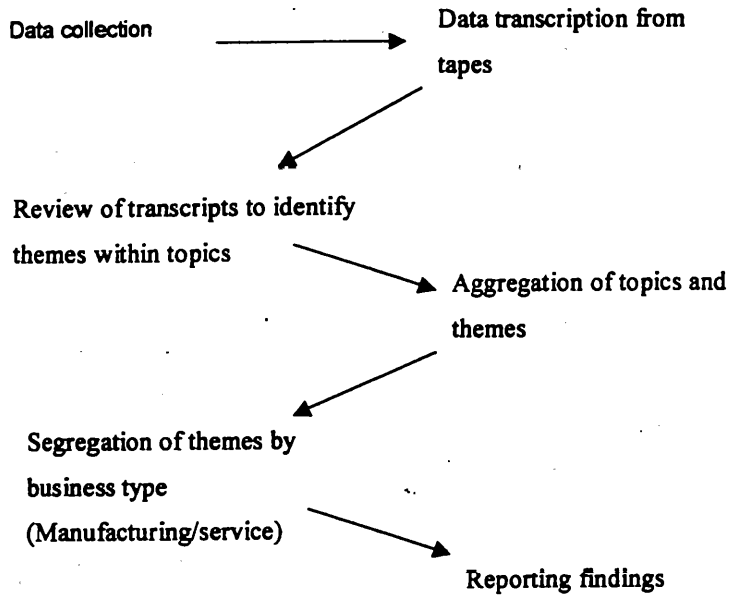 Data collection
Data transcription from
tapes
Review of transcripts to identify
themes within topics
Aggregation of topics and
themes
Segregation of themes by
business type
(Manufacturing/service)
Reporting findings